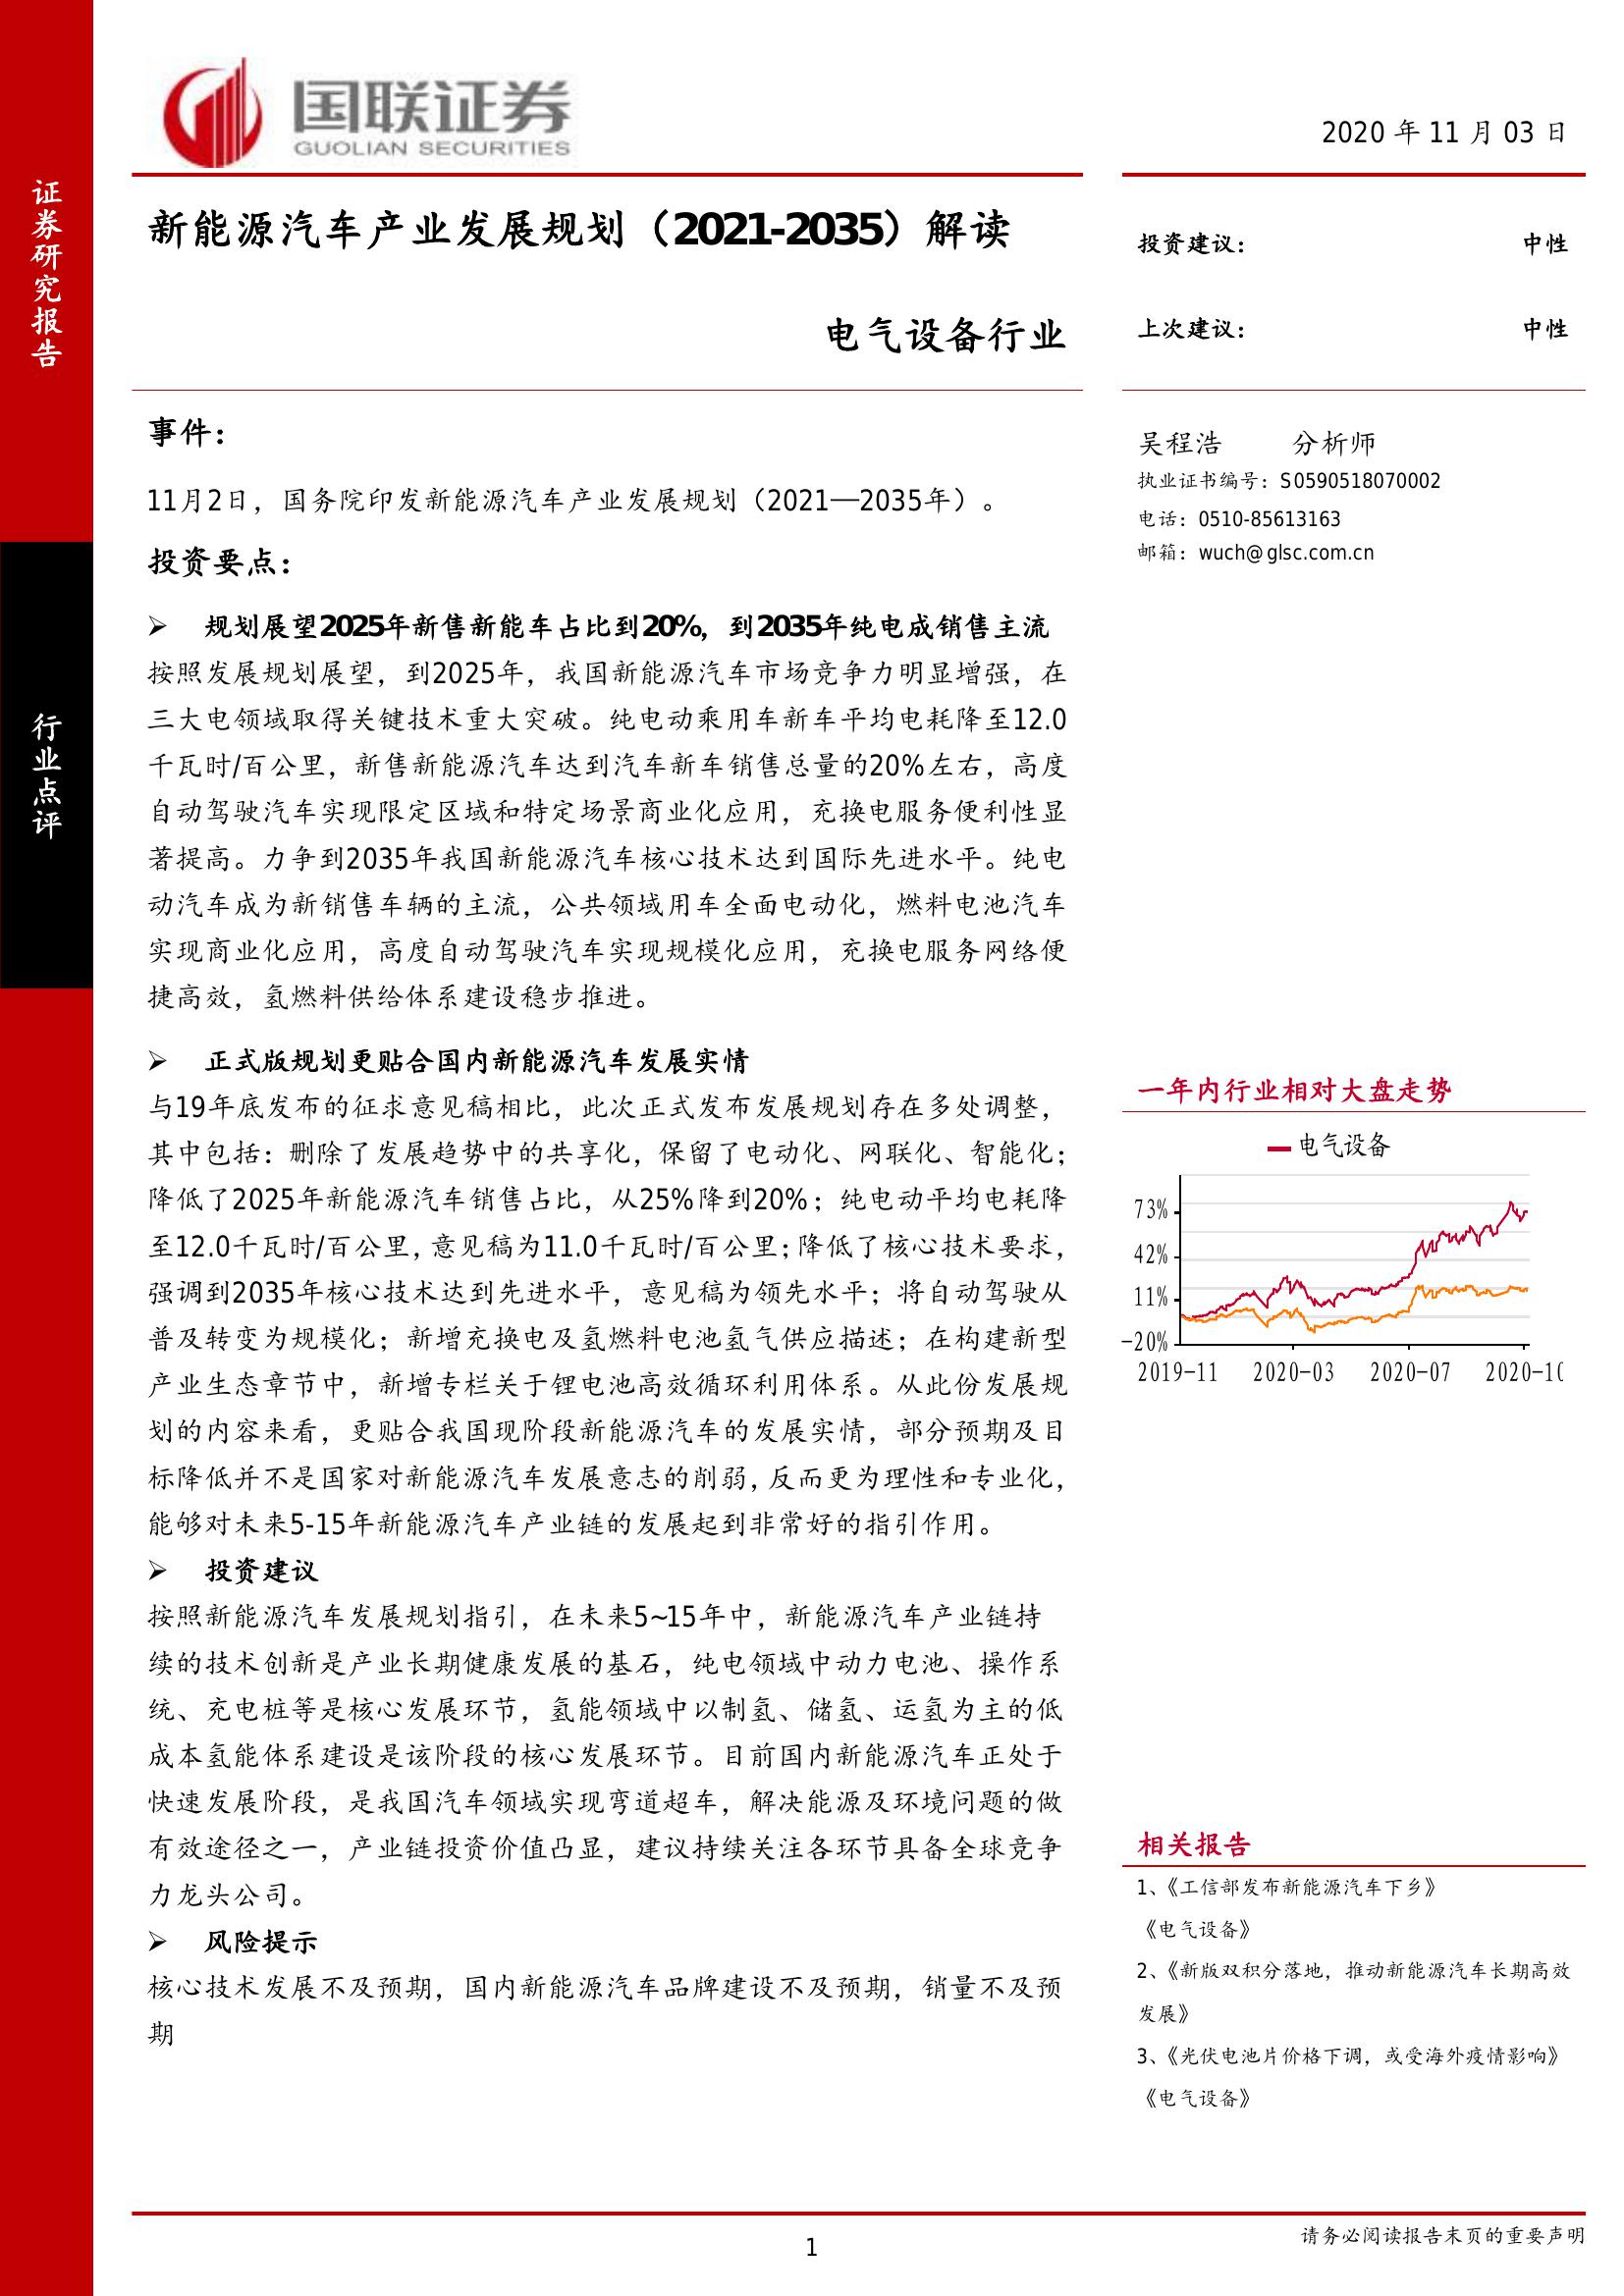 证券研究报告
行业点评
国联证券
GUOLIAN SECURITIES
2020 年 11 月 03 日
新能源汽车产业发展规划（2021-2035）解读
电气设备行业
投资建议： 中性
上次建议： 中性
事件：
11月2日，国务院印发新能源汽车产业发展规划（2021—2035年）。
投资要点：
➢ 规划展望2025年新售新能车占比到20%，到2035年纯电成销售主流
按照发展规划展望，到2025年，我国新能源汽车市场竞争力明显增强，在
三大电领域取得关键技术重大突破。纯电动乘用车新车平均电耗降至12.0
千瓦时/百公里，新售新能源汽车达到汽车新车销售总量的20%左右，高度
自动驾驶汽车实现限定区域和特定场景商业化应用，充换电服务便利性显
著提高。力争到2035年我国新能源汽车核心技术达到国际先进水平。纯电
动汽车成为新销售车辆的主流，公共领域用车全面电动化，燃料电池汽车
实现商业化应用，高度自动驾驶汽车实现规模化应用，充换电服务网络便
捷高效，氢燃料供给体系建设稳步推进。
➢ 正式版规划更贴合国内新能源汽车发展实情
与19年底发布的征求意见稿相比，此次正式发布发展规划存在多处调整，
其中包括：删除了发展趋势中的共享化，保留了电动化、网联化、智能化；
降低了2025年新能源汽车销售占比，从25%降到20%；纯电动平均电耗降
至12.0千瓦时/百公里，意见稿为11.0千瓦时/百公里；降低了核心技术要求，
强调到2035年核心技术达到先进水平，意见稿为领先水平；将自动驾驶从
普及转变为规模化；新增充换电及氢燃料电池氢气供应描述；在构建新型
产业生态章节中，新增专栏关于锂电池高效循环利用体系。从此份发展规
划的内容来看，更贴合我国现阶段新能源汽车的发展实情，部分预期及目
标降低并不是国家对新能源汽车发展意志的削弱，反而更为理性和专业化，
能够对未来5-15年新能源汽车产业链的发展起到非常好的指引作用。
➢ 投资建议
按照新能源汽车发展规划指引，在未来5~15年中，新能源汽车产业链持
续的技术创新是产业长期健康发展的基石，纯电领域中动力电池、操作系
统、充电桩等是核心发展环节，氢能领域中以制氢、储氢、运氢为主的低
成本氢能体系建设是该阶段的核心发展环节。目前国内新能源汽车正处于
快速发展阶段，是我国汽车领域实现弯道超车，解决能源及环境问题的做
有效途径之一，产业链投资价值凸显，建议持续关注各环节具备全球竞争
力龙头公司。
➢ 风险提示
核心技术发展不及预期，国内新能源汽车品牌建设不及预期，销量不及预
期
吴程浩 分析师
执业证书编号：S0590518070002
电话：0510-85613163
邮箱：wuch@glsc.com.cn
一年内行业相对大盘走势
电气设备
73%
42%
11%
-20%
2019-11 2020-03 2020-07 2020-10
相关报告
1、《工信部发布新能源汽车下乡》
《电气设备》
2、《新版双积分落地，推动新能源汽车长期高效
发展》
3、《光伏电池片价格下调，或受海外疫情影响》
《电气设备》
1
请务必阅读报告末页的重要声明